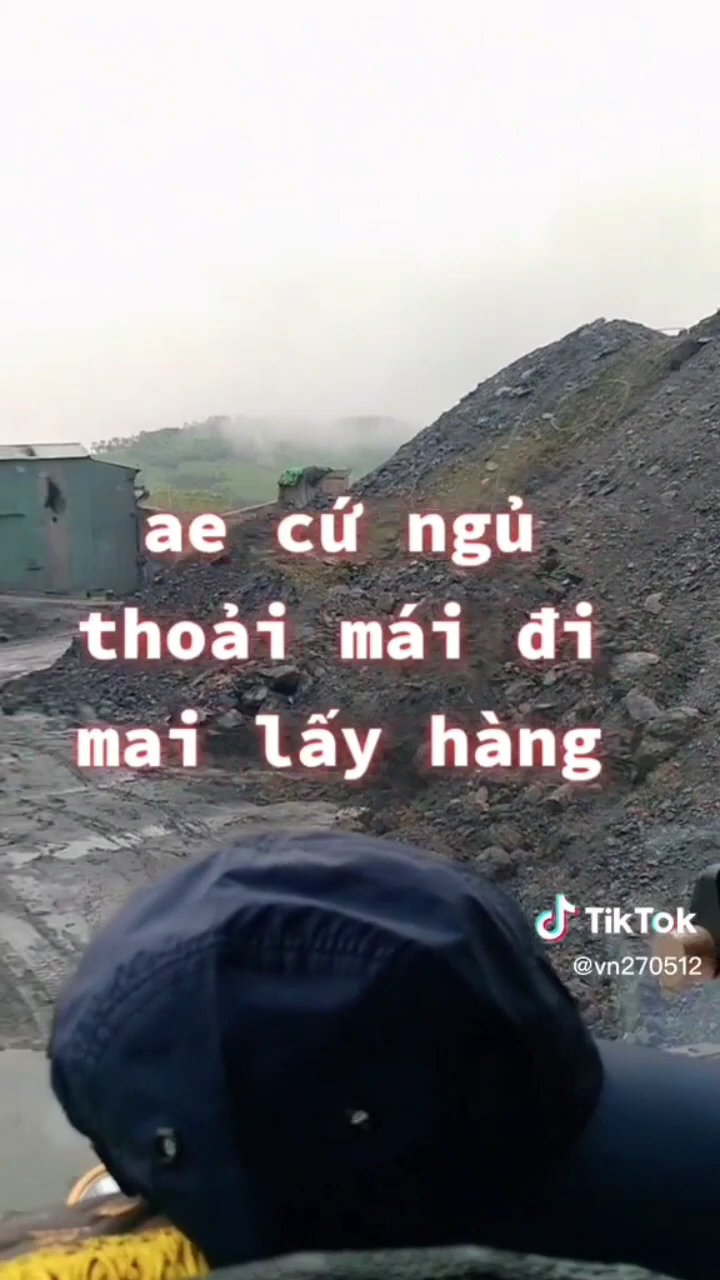 ae cứ ngủ
thoải mái đi
mai lấy hàng
TikTok
@vn270512